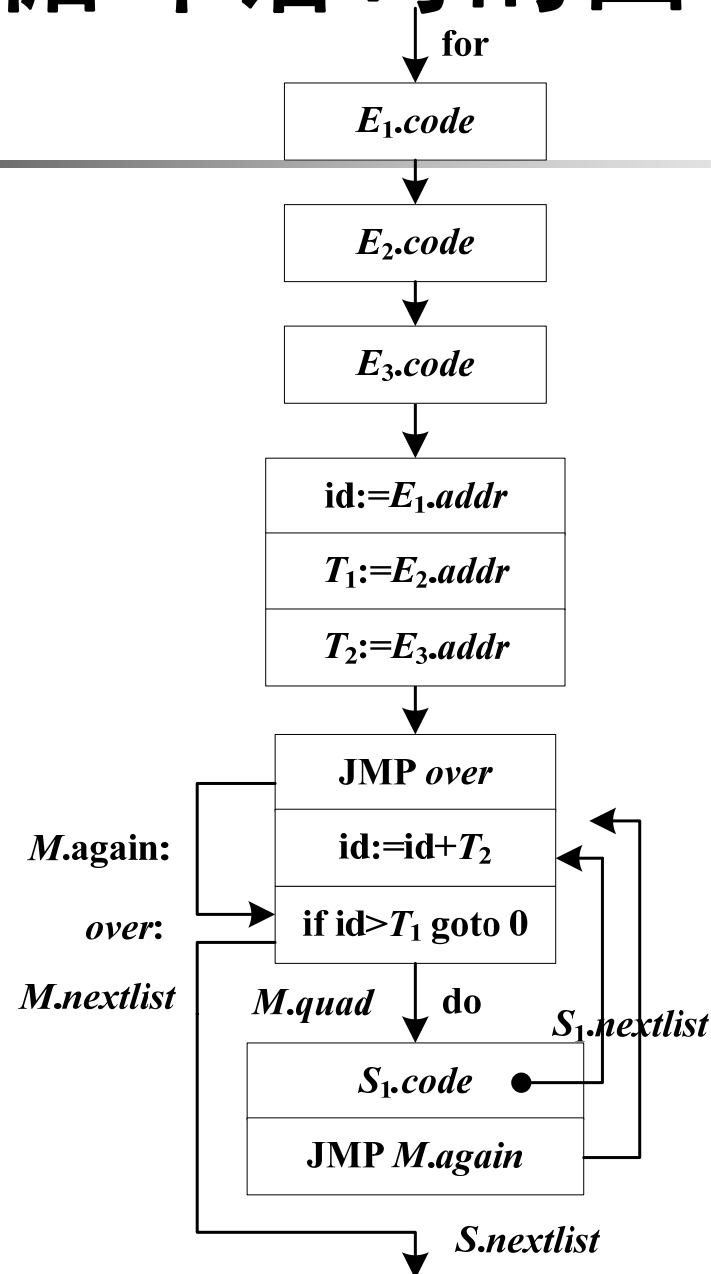 for
E₁.code
E₂.code
E₃.code
id:=E₁.addr
T₁:=E₂.addr
T₂:=E₃.addr
JMP over
M.again:
id:=id+T₂
over:
if id>T₁ goto 0
M.nextlist
M.quad
do
S₁.nextlist
S₁.code
JMP M.again
S.nextlist